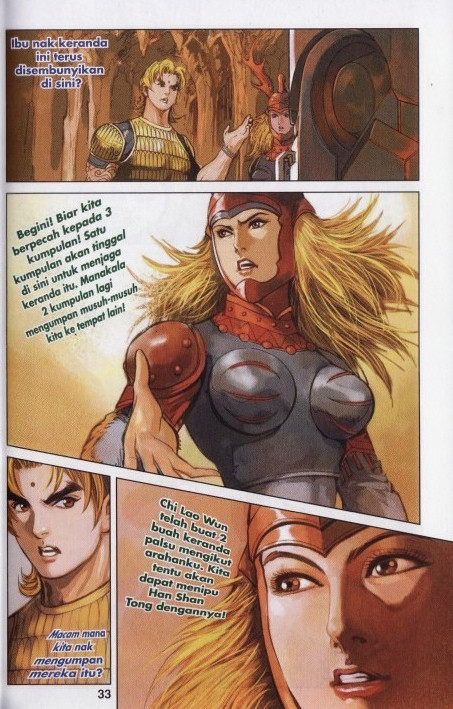 Ibu nak keranda
ini terus
disembunyikan
di sini?
Begini! Biar kita
berpecah kepada 3
kumpulan! Satu
kumpulan akan tinggal
di sini untuk menjaga
keranda itu. Manakala
2 kumpulan lagi
mengumpan musuh-musuh
kita ke tempat lain!
Macam mana
kita nak
mengumpan
mereka itu?
Chi Lao Wun
telah buat 2
buah keranda
palsu mengikut
arahanku. Kita
tentu akan
dapat menipu
Han Shan
Tong dengannya!
33